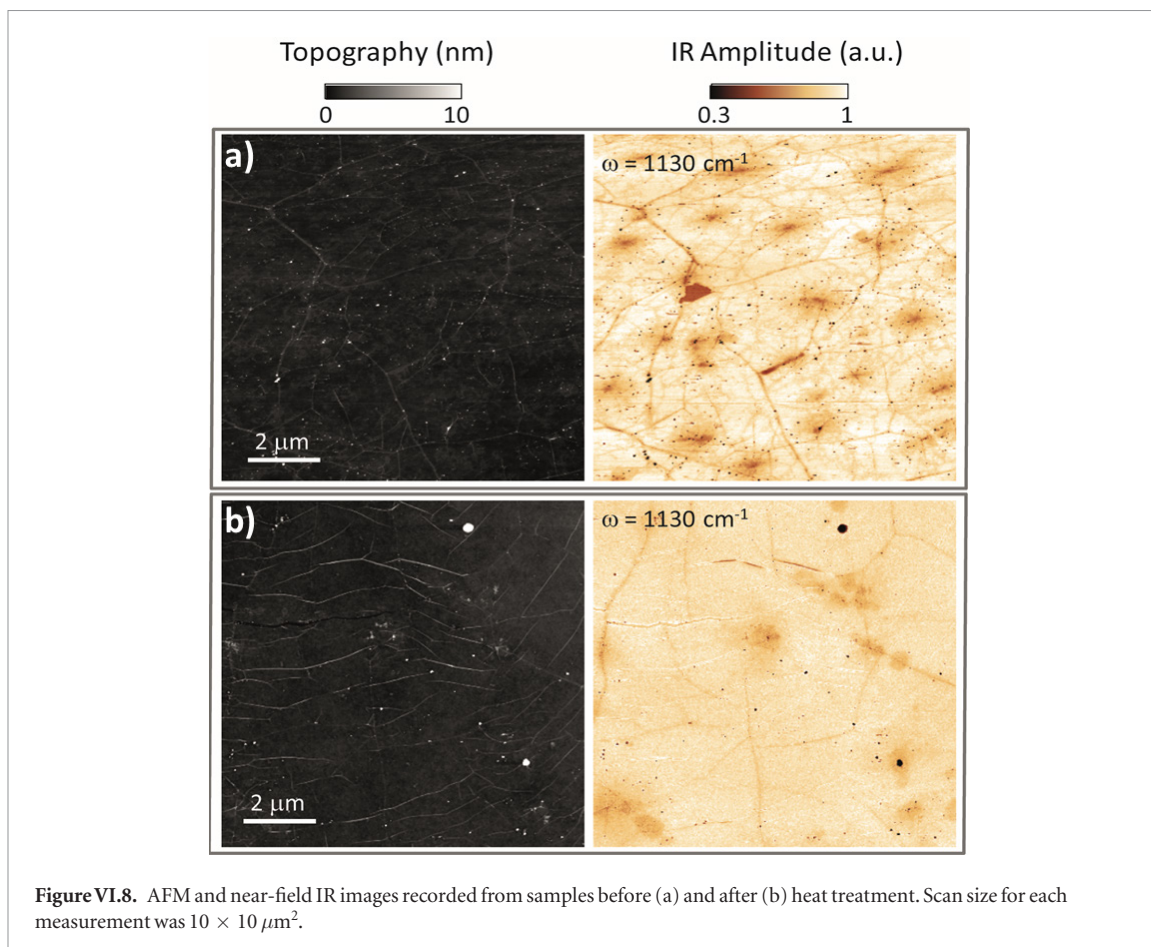 Topography (nm) IR Amplitude (a.u.)
0 10 0.3 1
a) ω = 1130 cm-1
2 μm
b) ω = 1130 cm-1
2 μm
Figure VI.8. AFM and near-field IR images recorded from samples before (a) and after (b) heat treatment. Scan size for each
measurement was 10 × 10 μm².